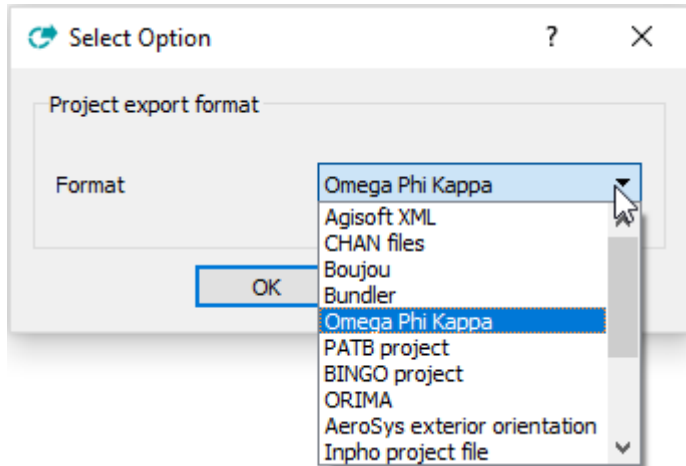 Select Option
?
Project export format
Format
Omega Phi Kappa
Agisoft XML
CHAN files
Boujou
Bundler
Omega Phi Kappa
PATB project
BINGO project
ORIMA
AeroSys exterior orientation
Inpho project file
OK